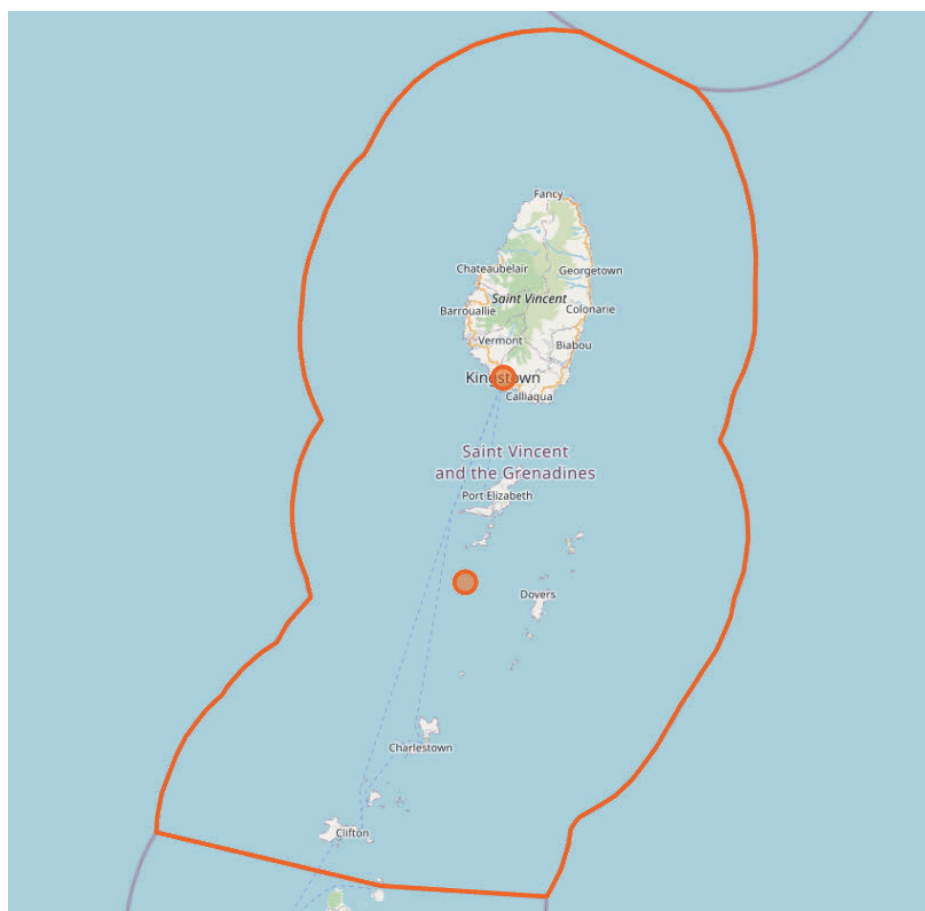 Fancy
Chateaubelair
Georgetown
Saint Vincent
Barrouallie
Colonarie
Vermont
Biabou
Kingstown
Calliaqua
Saint Vincent
and the Grenadines
Port Elizabeth
Dovers
Charlestown
Clifton